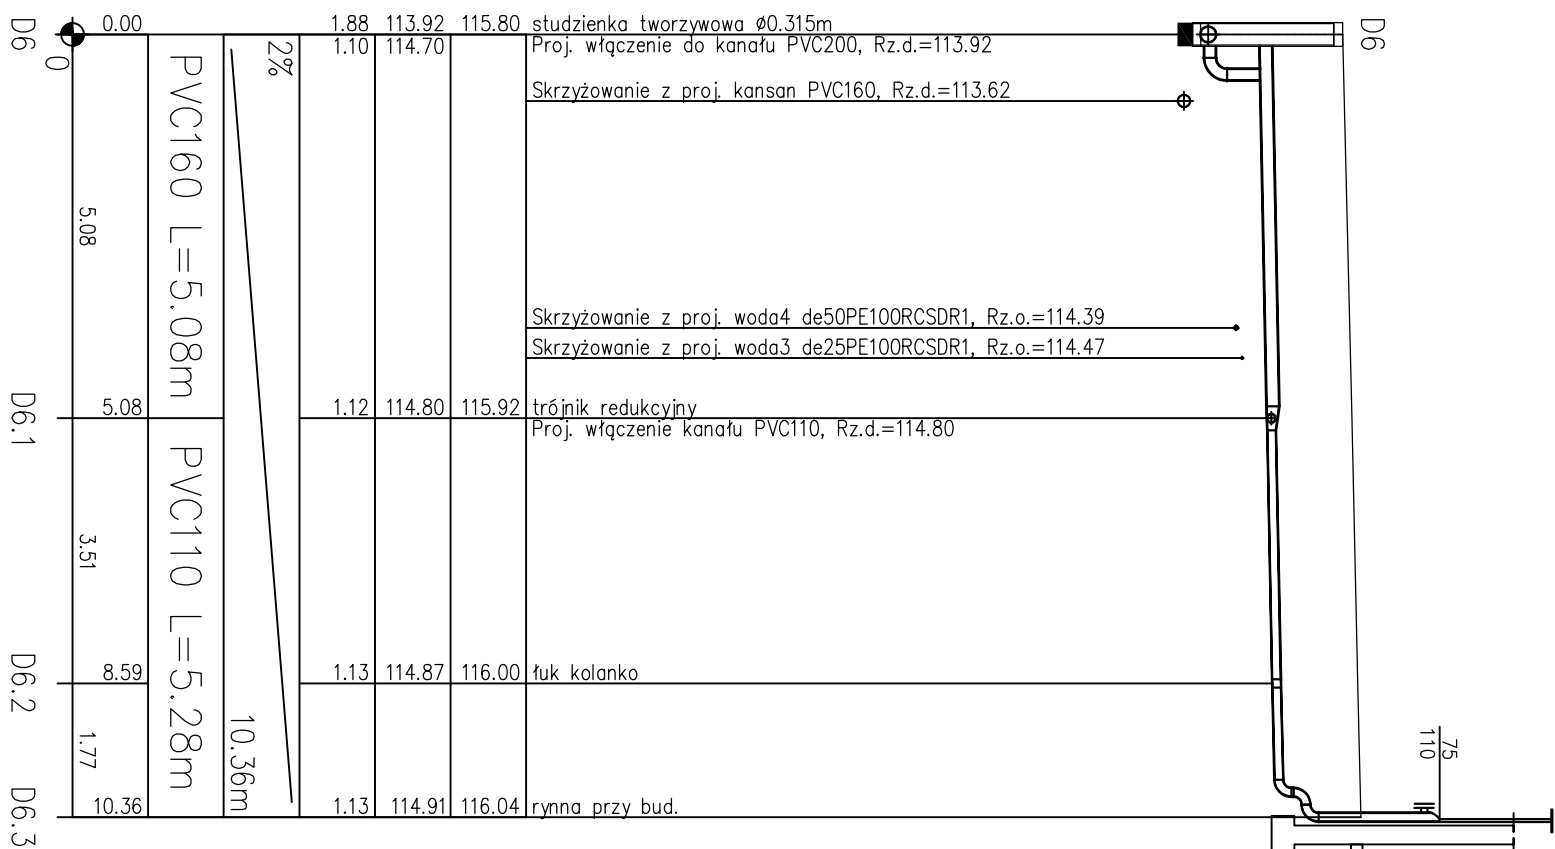 D6
0
0.00
1.88 113.92 115.80 studzienka tworzywowa Ø0.315m
1.10 114.70 Proj. włączenie do kanału PVC200, Rz.d.=113.92
D6
2%
PVC160 L=5.08m
Skrzyżowanie z proj. kansan PVC160, Rz.d.=113.62
5.08
Skrzyżowanie z proj. woda4 de50PE100RCSDR1, Rz.o.=114.39
Skrzyżowanie z proj. woda3 de25PE100RCSDR1, Rz.o.=114.47
D6.1
5.08 1.12 114.80 115.92 trójnik redukcyjny
Proj. włączenie kanału PVC110, Rz.d.=114.80
PVC110 L=5.28m
3.51
D6.2
8.59 1.13 114.87 116.00 łuk kolanko
1.77
10.36m
75
110
D6.3
10.36 1.13 114.91 116.04 rynna przy bud.